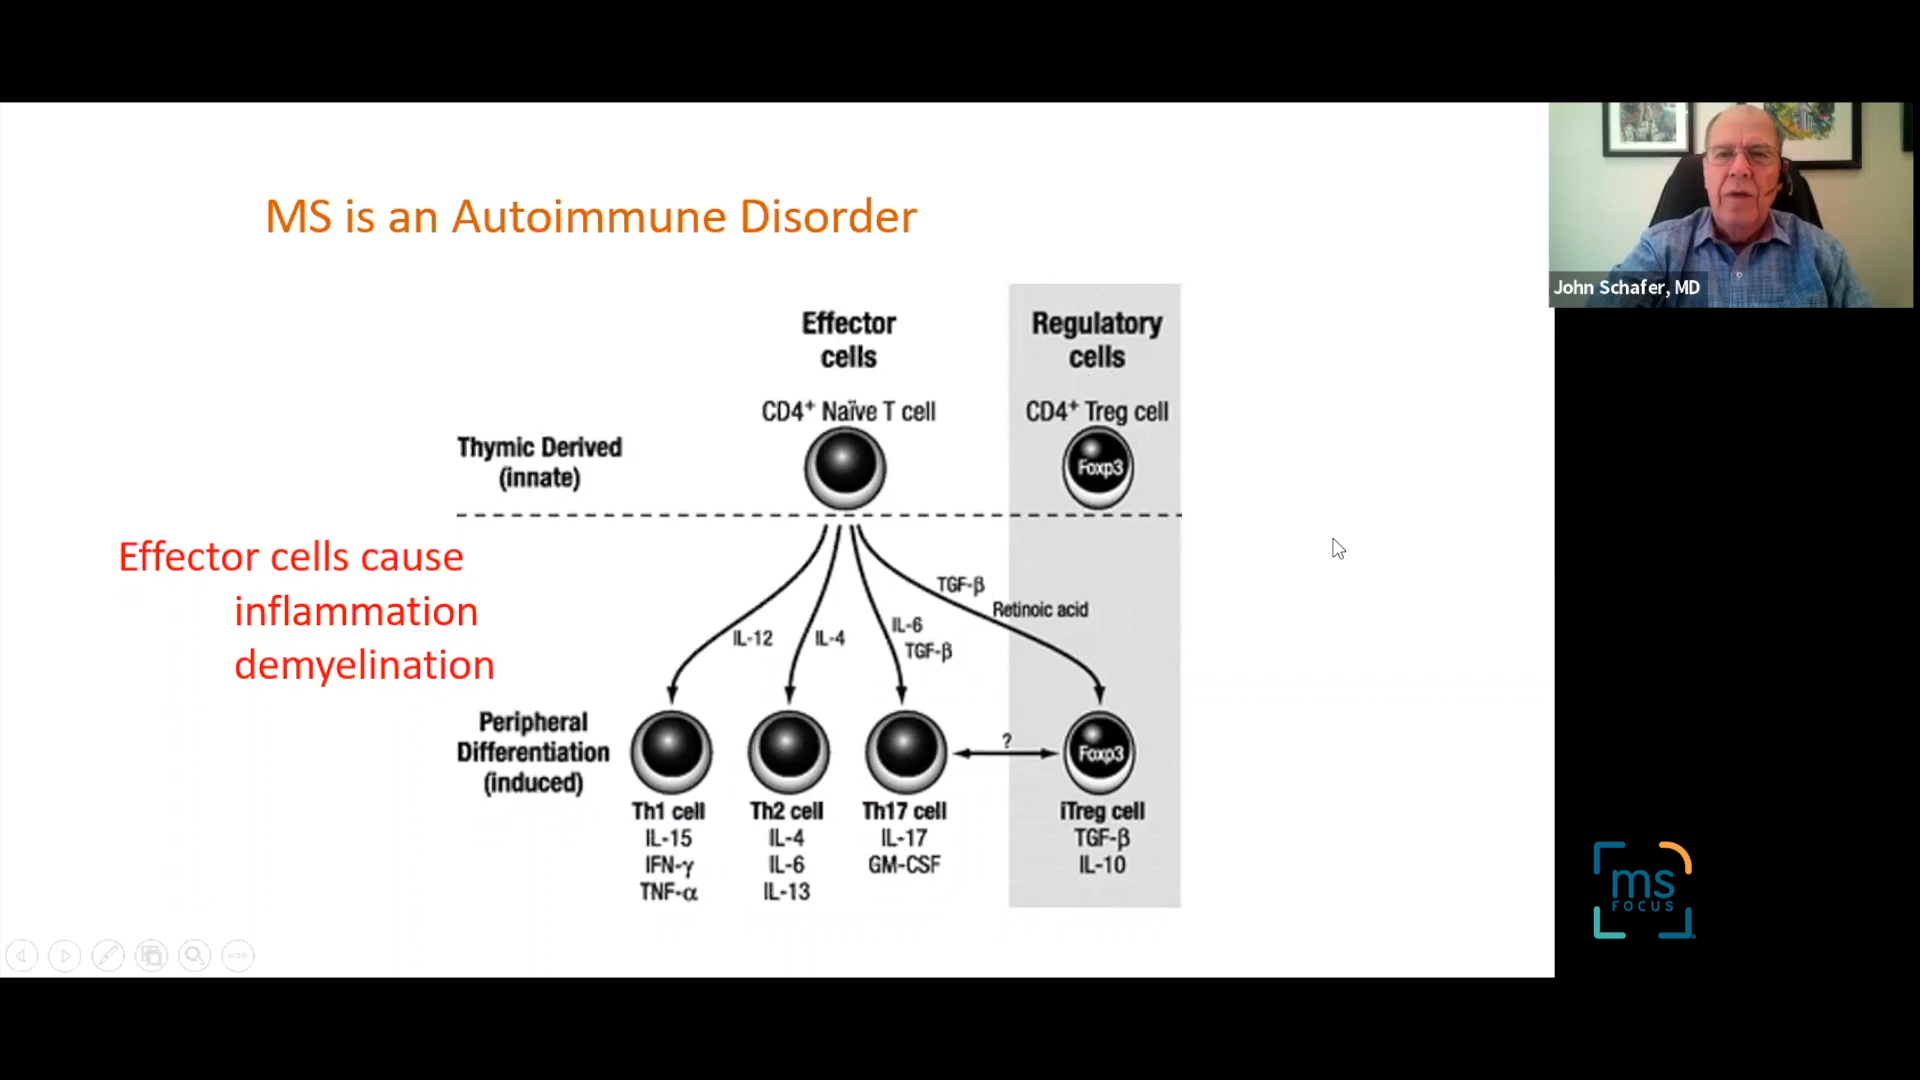 MS is an Autoimmune Disorder
John Schafer, MD
Effector
cells
Regulatory
cells
CD4⁺ Naïve T cell
CD4⁺ Treg cell
Thymic Derived
(innate)
Foxp3
Effector cells cause
inflammation
demyelination
TGF-β
Retinoic acid
IL-12
IL-4
IL-6
TGF-β
Peripheral
Differentiation
(induced)
?
Foxp3
Th1 cell
IL-15
IFN-γ
TNF-α
Th2 cell
IL-4
IL-6
IL-13
Th17 cell
IL-17
GM-CSF
iTreg cell
TGF-β
IL-10
ms
FOCUS